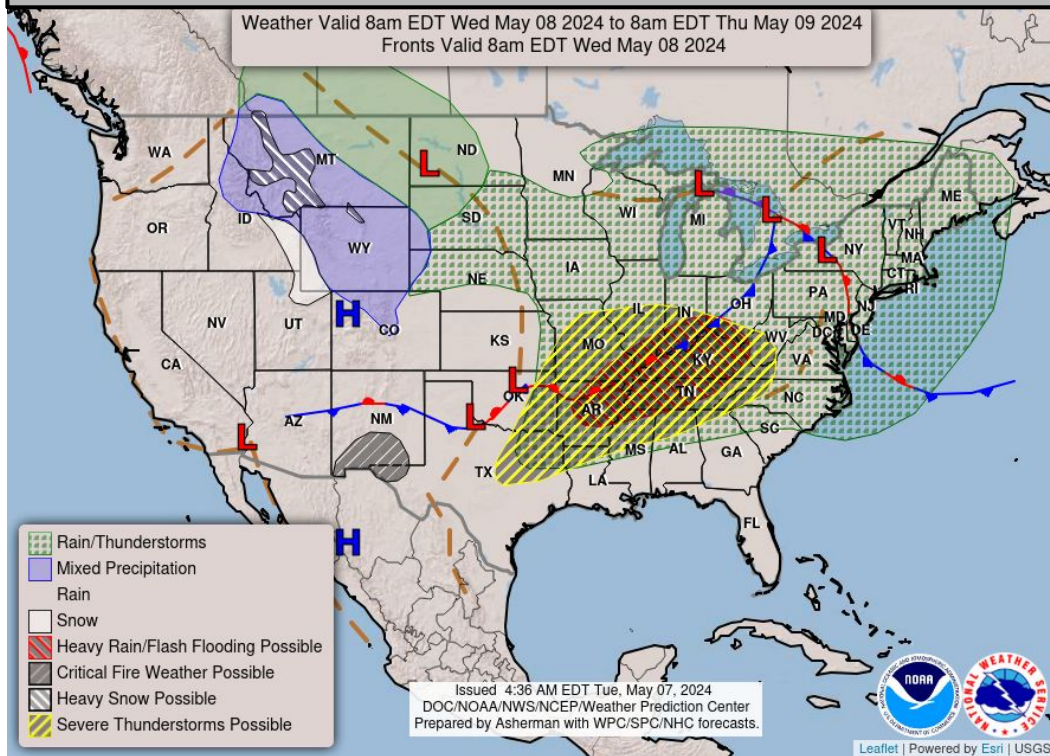 Weather Valid 8am EDT Wed May 08 2024 to 8am EDT Thu May 09 2024
Fronts Valid 8am EDT Wed May 08 2024
WA
MT
ND
MN
ME
L
L
L
L
OR
ID
SD
WI
MI
VT
NH
NY
MA
WY
CT
RI
NE
IA
PA
NJ
H
NV
UT
CO
IL
IN
OH
MD
DE
DC
KS
MO
WV
VA
CA
KY
L
OK
TN
NC
L
AZ
NM
AR
SC
L
TX
MS
AL
GA
LA
FL
H
Rain/Thunderstorms
Mixed Precipitation
Rain
Snow
Heavy Rain/Flash Flooding Possible
Critical Fire Weather Possible
Heavy Snow Possible
Severe Thunderstorms Possible
Issued 4:36 AM EDT Tue, May 07, 2024
DOC/NOAA/NWS/NCEP/Weather Prediction Center
Prepared by Asherman with WPC/SPC/NHC forecasts.
NOAA
NATIONAL WEATHER SERVICE
Leaflet | Powered by Esri | USGS